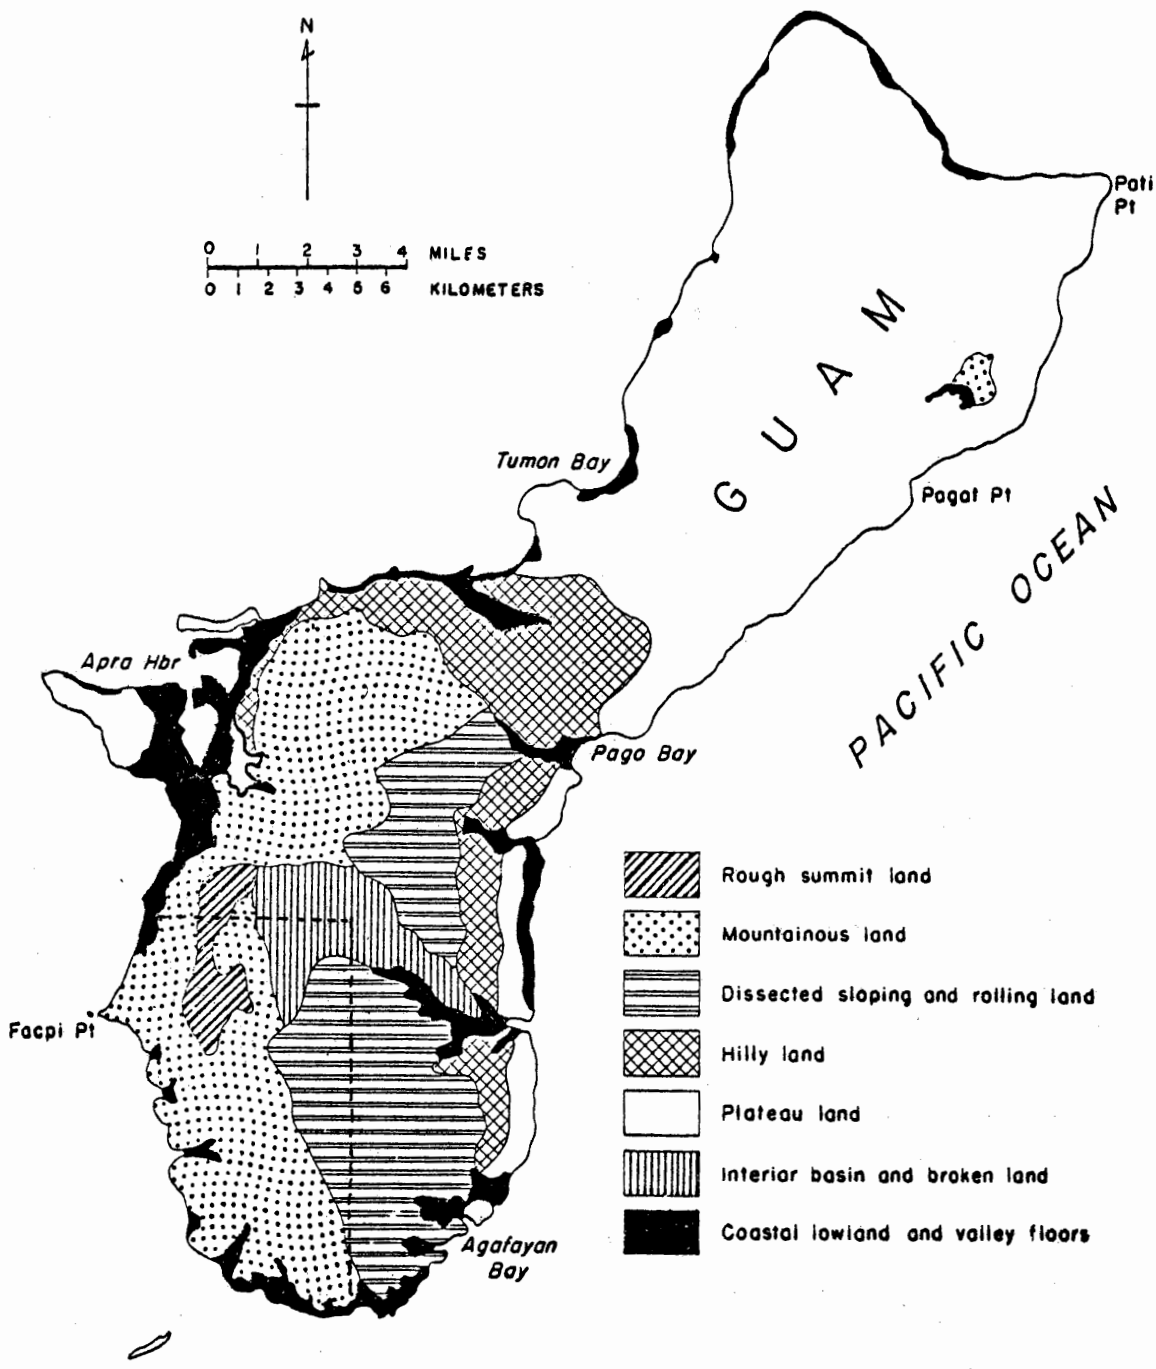 N
0 1 2 3 4 MILES
0 1 2 3 4 5 6 KILOMETERS
Pati
Pt
GUAM
Tumon Bay
Pagat Pt
PACIFIC OCEAN
Apra Hbr
Pago Bay
Facpi Pt
Agafayan
Bay
Rough summit land
Mountainous land
Dissected sloping and rolling land
Hilly land
Plateau land
Interior basin and broken land
Coastal lowland and valley floors